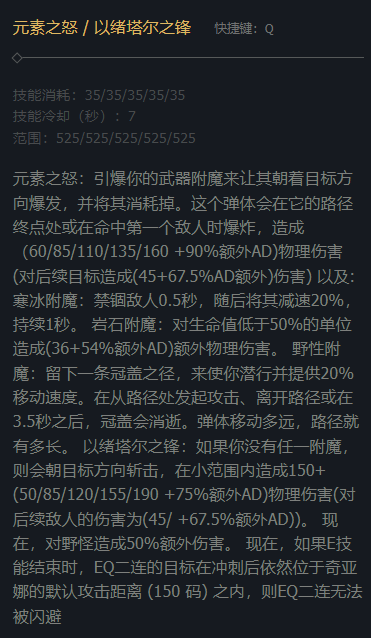 元素之怒 / 以绪塔尔之锋 快捷键：Q
技能消耗：35/35/35/35/35
技能冷却（秒）：7
范围：525/525/525/525/525
元素之怒：引爆你的武器附魔来让其朝着目标方
向爆发，并将其消耗掉。这个弹体会在它的路径
终点处或在命中第一个敌人时爆炸，造成
（60/85/110/135/160 +90%额外AD)物理伤害
(对后续目标造成(45+67.5%AD额外)伤害) 以及:
寒冰附魔：禁锢敌人0.5秒，随后将其减速20%，
持续1秒。 岩石附魔：对生命值低于50%的单位
造成(36+54%额外AD)额外物理伤害。 野性附
魔：留下一条冠盖之径，来使你潜行并提供20%
移动速度。在从路径处发起攻击、离开路径或在
3.5秒之后，冠盖会消逝。弹体移动多远，路径就
有多长。 以绪塔尔之锋：如果你没有任一附魔，
则会朝目标方向斩击，在小范围内造成150+
(50/85/120/155/190 +75%额外AD)物理伤害(对
后续敌人的伤害为(45/ +67.5%额外AD))。 现
在，对野怪造成50%额外伤害。 现在，如果E技
能结束时，EQ二连的目标在冲刺后依然位于奇亚
娜的默认攻击距离 (150 码) 之内，则EQ二连无法
被闪避